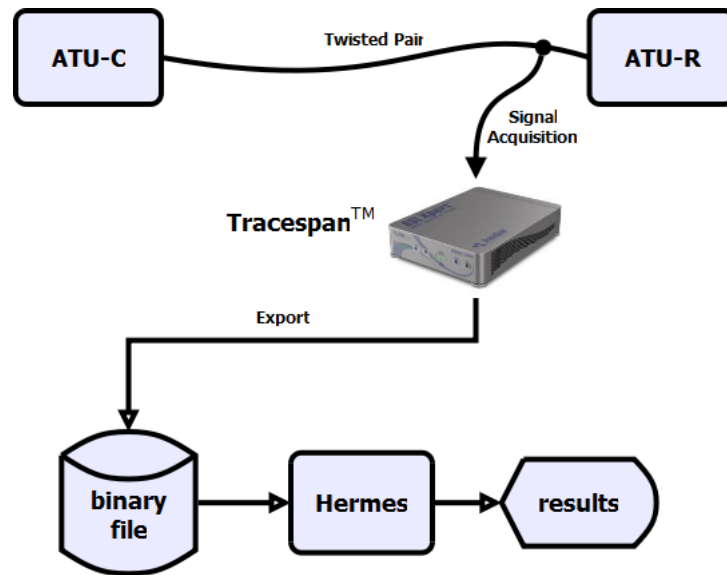 Twisted Pair
ATU-C
ATU-R
Signal
Acquisition
Tracespan™
Export
binary
file
Hermes
results